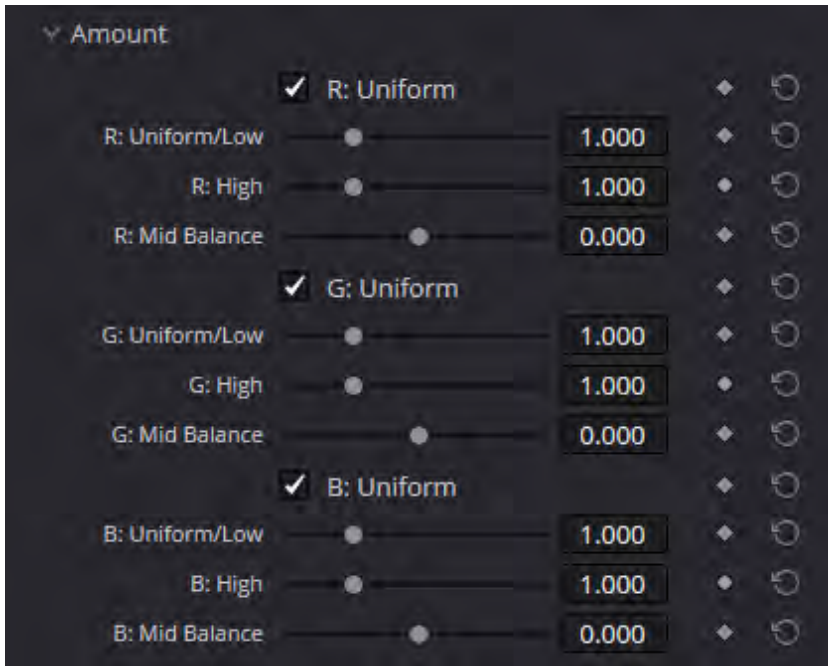 Amount
R: Uniform
R: Uniform/Low 1.000
R: High 1.000
R: Mid Balance 0.000
G: Uniform
G: Uniform/Low 1.000
G: High 1.000
G: Mid Balance 0.000
B: Uniform
B: Uniform/Low 1.000
B: High 1.000
B: Mid Balance 0.000